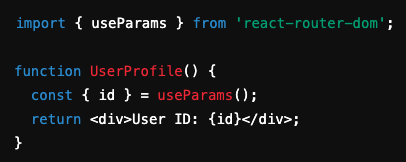 import { useParams } from 'react-router-dom';
function UserProfile() {
  const { id } = useParams();
  return <div>User ID: {id}</div>;
}